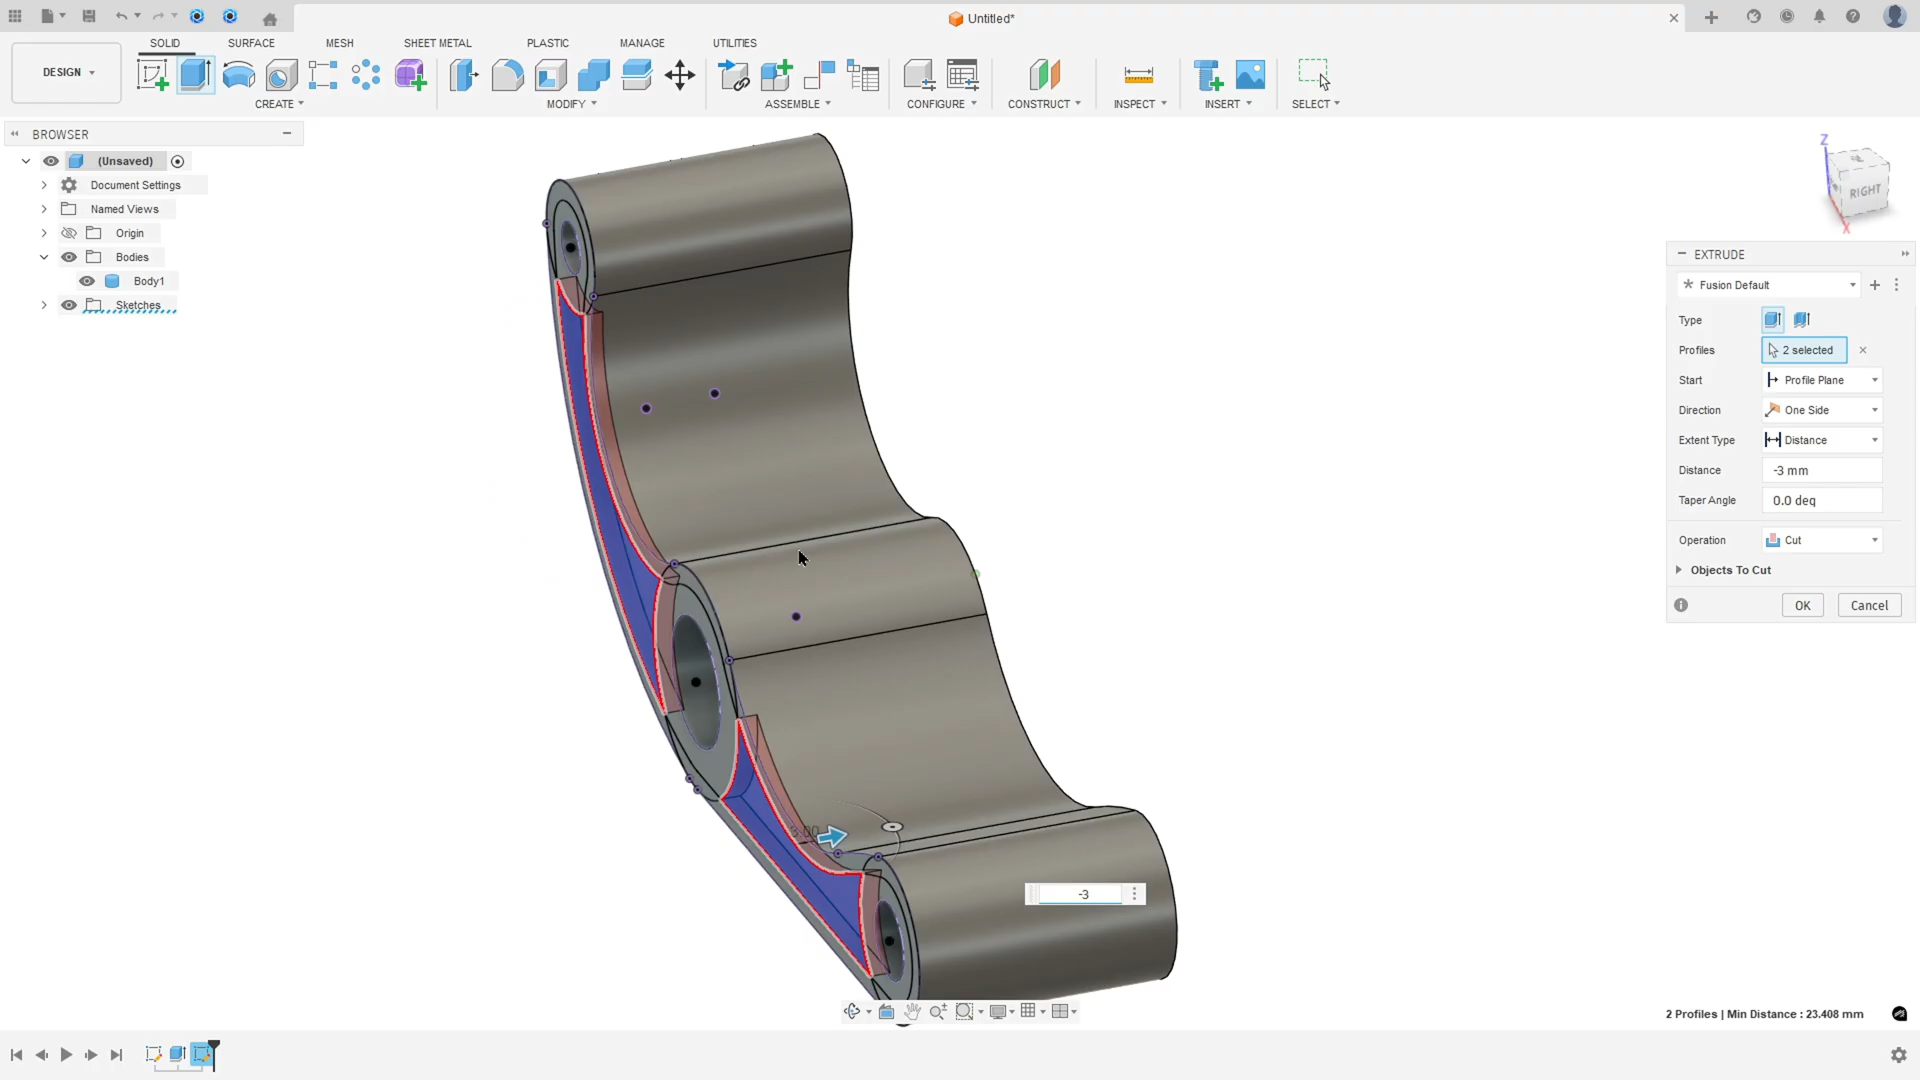 Untitled*
SOLID SURFACE MESH SHEET METAL PLASTIC MANAGE UTILITIES
DESIGN
CREATE MODIFY ASSEMBLE CONFIGURE CONSTRUCT INSPECT INSERT SELECT
BROWSER
(Unsaved)
Document Settings
Named Views
Origin
Bodies
Body1
Sketches
Z
RIGHT
X
EXTRUDE
Fusion Default
Type
Profiles 2 selected
Start Profile Plane
Direction One Side
Extent Type Distance
Distance -3 mm
Taper Angle 0.0 deg
Operation Cut
Objects To Cut
OK Cancel
-3
2 Profiles | Min Distance : 23.408 mm